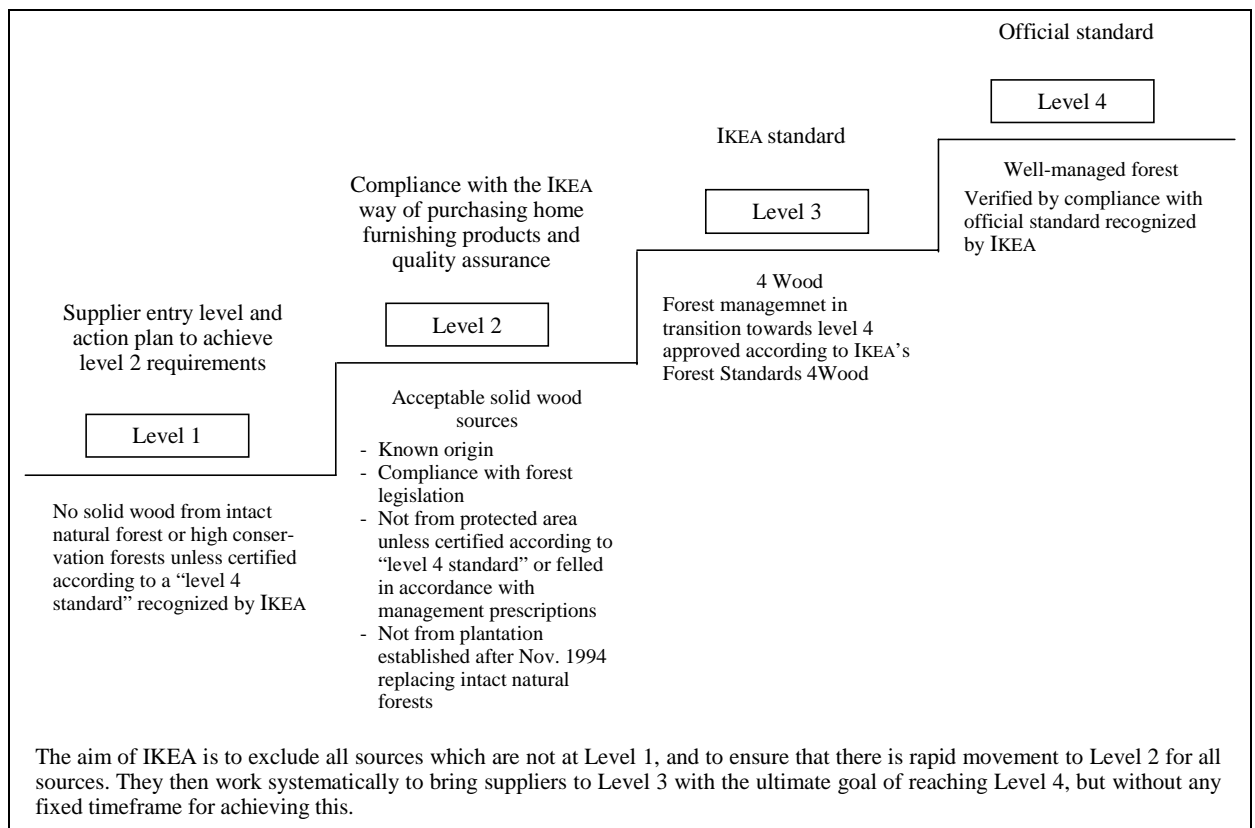 Official standard
Level 4
Well-managed forest
Verified by compliance with
official standard recognized
by IKEA
IKEA standard
Level 3
4 Wood
Forest managemnet in
transition towards level 4
approved according to IKEA’s
Forest Standards 4Wood
Compliance with the IKEA
way of purchasing home
furnishing products and
quality assurance
Level 2
Acceptable solid wood
sources
- Known origin
- Compliance with forest
legislation
- Not from protected area
unless certified according to
“level 4 standard” or felled
in accordance with
management prescriptions
- Not from plantation
established after Nov. 1994
replacing intact natural
forests
Supplier entry level and
action plan to achieve
level 2 requirements
Level 1
No solid wood from intact
natural forest or high conser-
vation forests unless certified
according to a “level 4
standard” recognized by IKEA
The aim of IKEA is to exclude all sources which are not at Level 1, and to ensure that there is rapid movement to Level 2 for all
sources. They then work systematically to bring suppliers to Level 3 with the ultimate goal of reaching Level 4, but without any
fixed timeframe for achieving this.